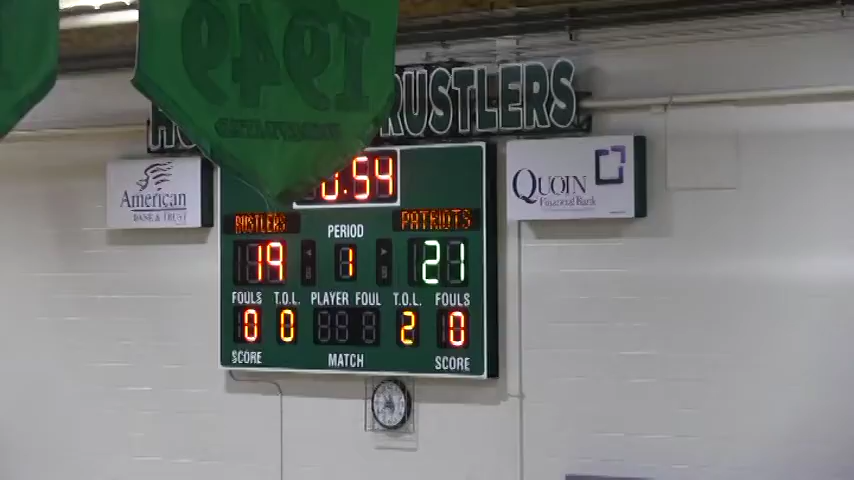 1949
RUSTLERS
American
BANK & TRUST
0.54
QUOIN
Financial Bank
RUSTLERS
PERIOD
PATRIOTS
19
1
21
FOULS T.O.L. PLAYER FOUL T.O.L. FOULS
0 0 2 0
SCORE MATCH SCORE